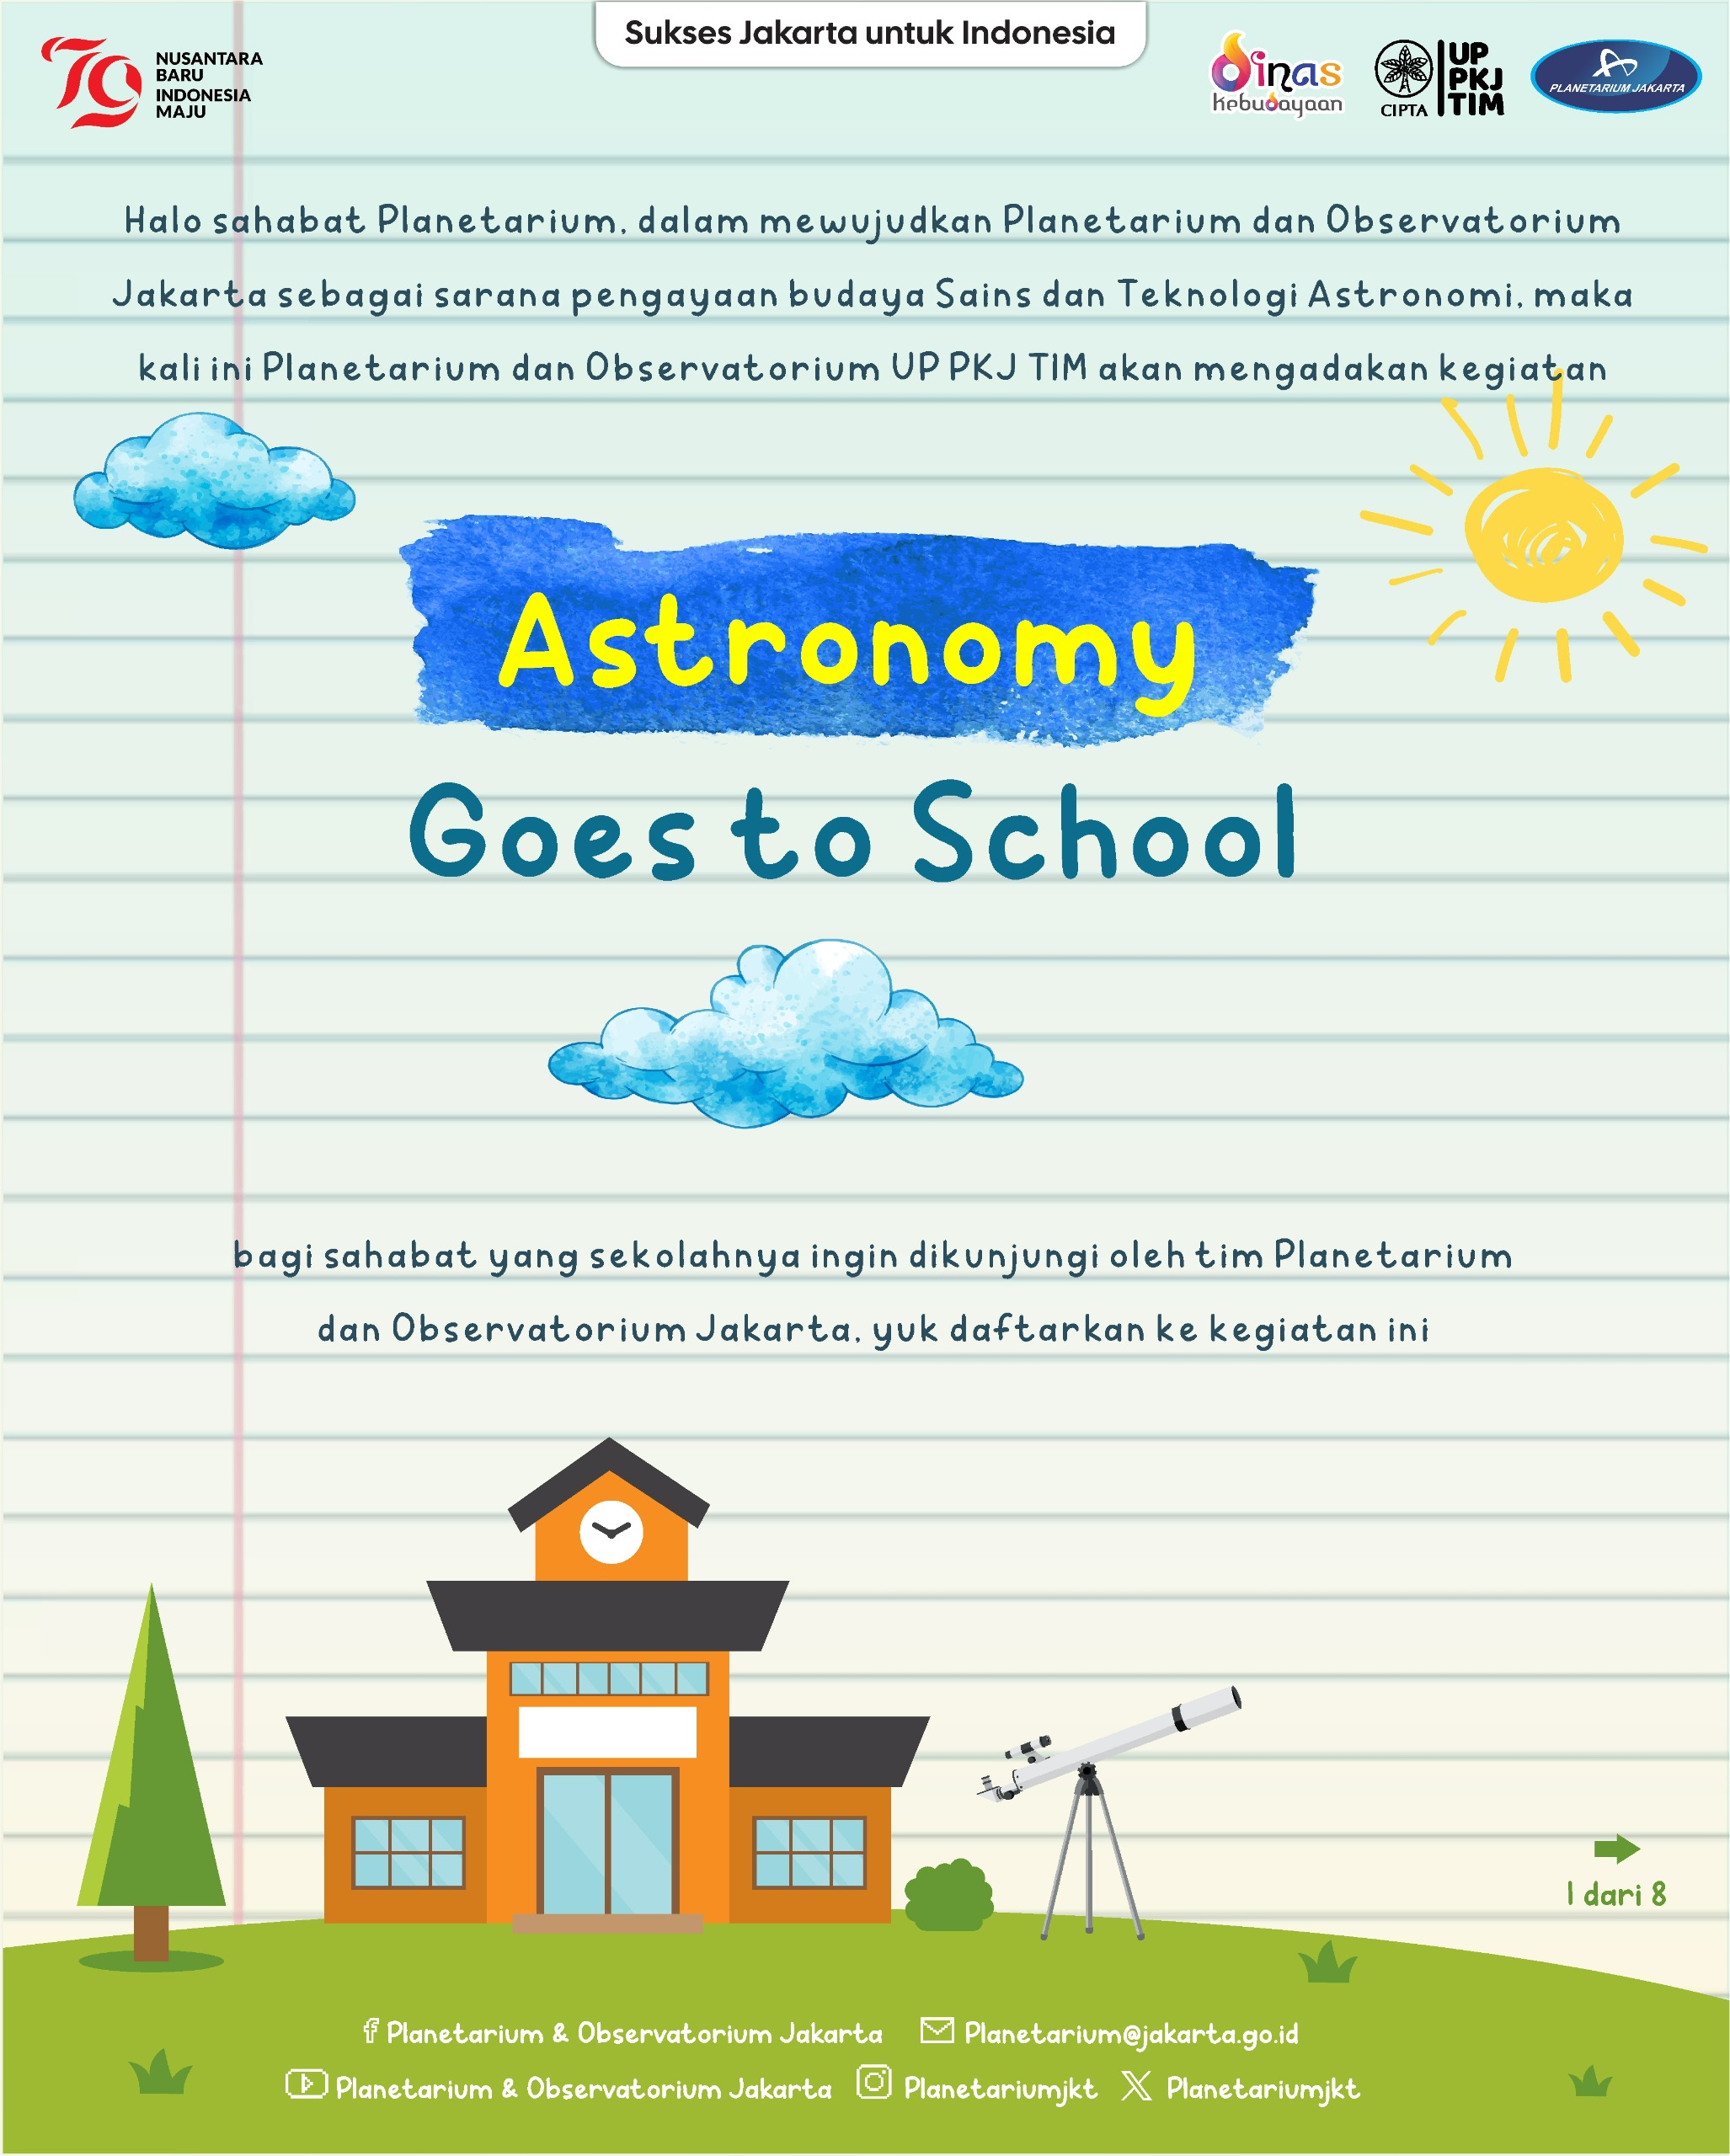 Sukses Jakarta untuk Indonesia
79
NUSANTARA
BARU
INDONESIA
MAJU
Dinas
kebudayaan
CIPTA
UP
PKJ
TIM
PLANETARIUM JAKARTA
Halo sahabat Planetarium, dalam mewujudkan Planetarium dan Observatorium
Jakarta sebagai sarana pengayaan budaya Sains dan Teknologi Astronomi, maka
kali ini Planetarium dan Observatorium UP PKJ TIM akan mengadakan kegiatan
Astronomy
Goes to School
bagi sahabat yang sekolahnya ingin dikunjungi oleh tim Planetarium
dan Observatorium Jakarta, yuk daftarkan ke kegiatan ini
1 dari 8
Planetarium & Observatorium Jakarta
Planetarium@jakarta.go.id
Planetarium & Observatorium Jakarta
Planetariumjkt
Planetariumjkt